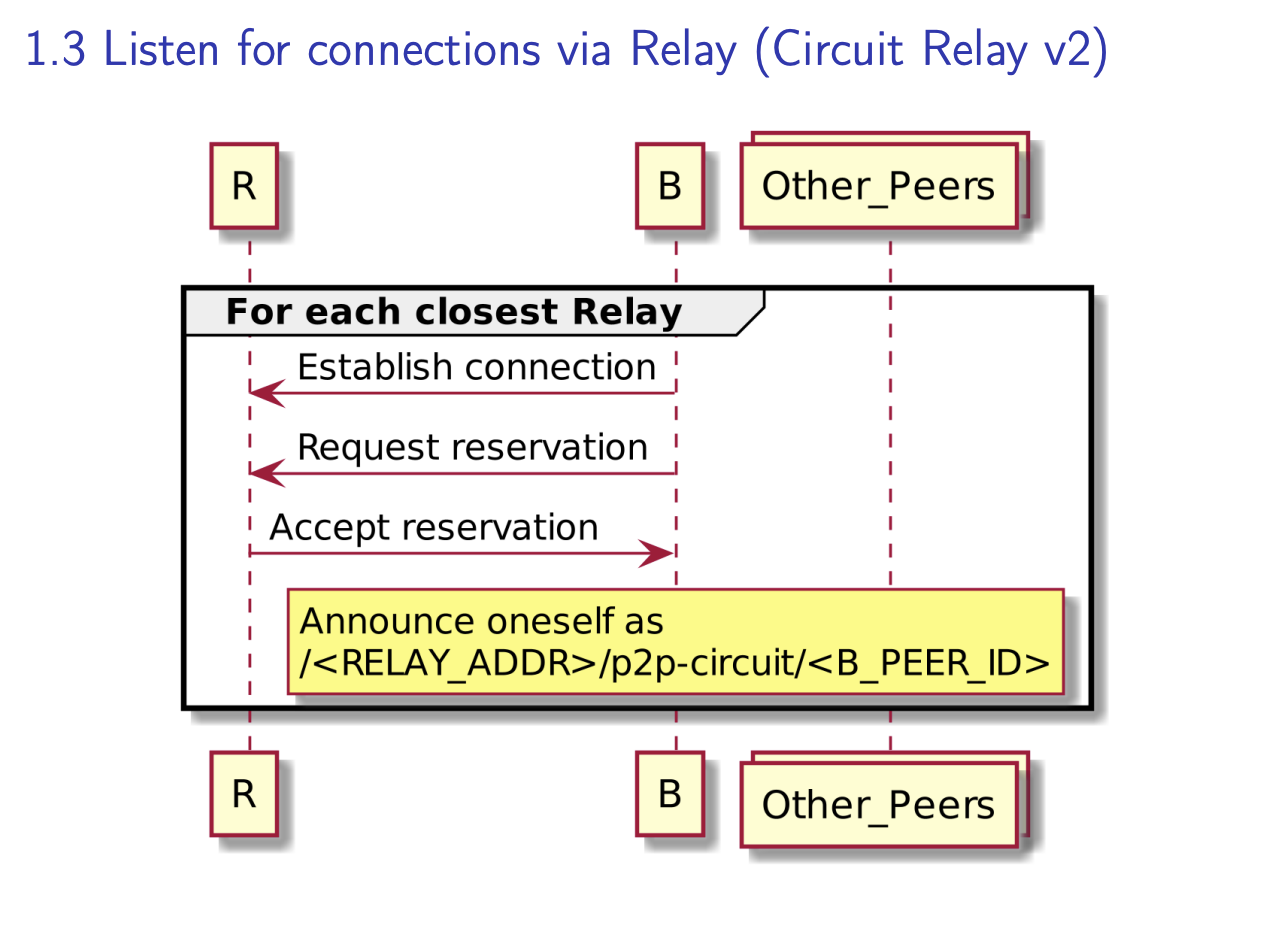 1.3 Listen for connections via Relay (Circuit Relay v2)
R
B
Other_Peers
For each closest Relay
Establish connection
Request reservation
Accept reservation
Announce oneself as
/<RELAY_ADDR>/p2p-circuit/<B_PEER_ID>
R
B
Other_Peers